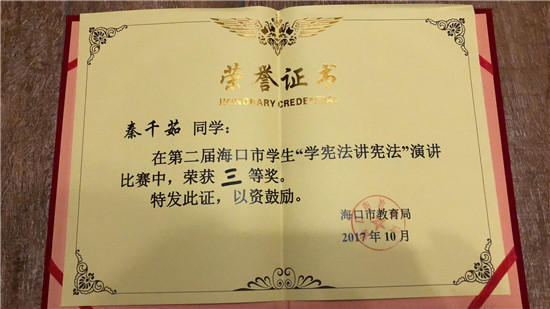 荣誉证书
HONORARY CREDENTIAL
秦千茹 同学：
在第二届海口市学生“学宪法讲宪法”演讲
比赛中，荣获 三 等奖。
特发此证，以资鼓励。
海口市教育局
2017年10月